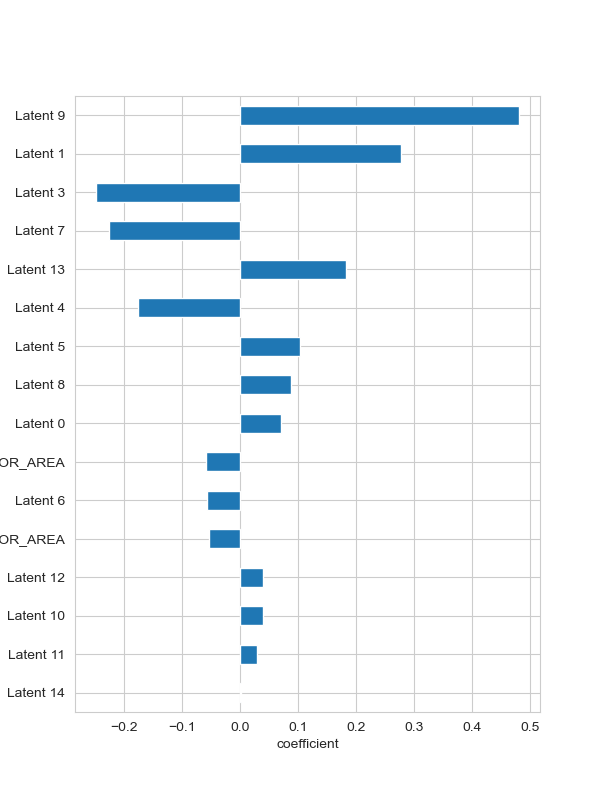 Latent 9
Latent 1
Latent 3
Latent 7
Latent 13
Latent 4
Latent 5
Latent 8
Latent 0
OR_AREA
Latent 6
OR_AREA
Latent 12
Latent 10
Latent 11
Latent 14
−0.2 −0.1 0.0 0.1 0.2 0.3 0.4 0.5
coefficient